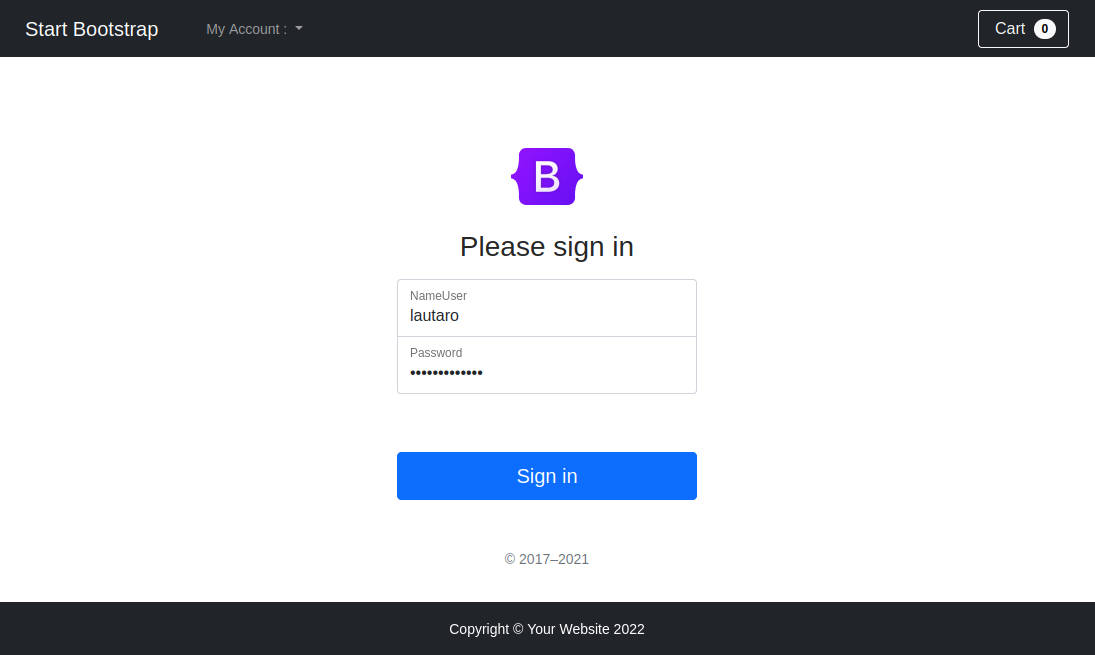 Start Bootstrap My Account : Cart 0
B
Please sign in
NameUser
lautaro
Password
•••••••••••••
Sign in
© 2017–2021
Copyright © Your Website 2022